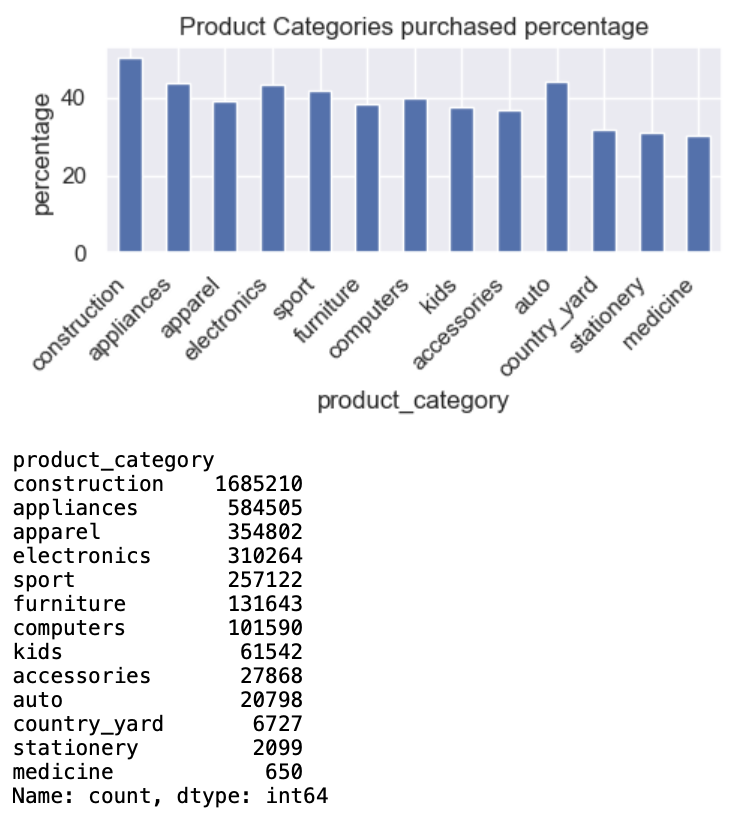 Product Categories purchased percentage
percentage
40
20
0
construction
appliances
apparel
electronics
sport
furniture
computers
kids
accessories
auto
country_yard
stationery
medicine
product_category
product_category
construction 1685210
appliances 584505
apparel 354802
electronics 310264
sport 257122
furniture 131643
computers 101590
kids 61542
accessories 27868
auto 20798
country_yard 6727
stationery 2099
medicine 650
Name: count, dtype: int64